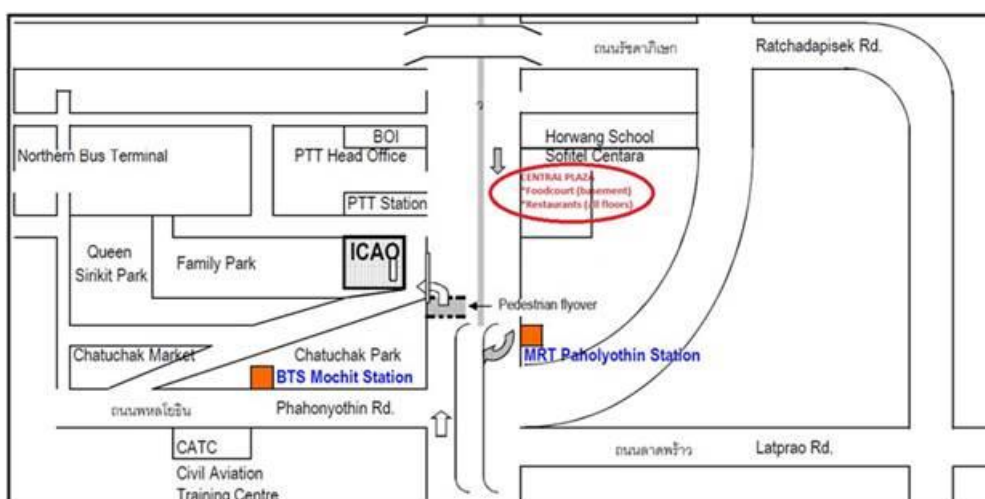 ถนนรัชดาภิเษก
Ratchadapisek Rd.
BOI
Horwang School
Northern Bus Terminal
PTT Head Office
Sofitel Centara
CENTRAL PLAZA
*Foodcourt (basement)
*Restaurants (all floors)
PTT Station
ICAO
Queen
Sirikit Park
Family Park
Pedestrian flyover
Chatuchak Market
Chatuchak Park
MRT Paholyothin Station
BTS Mochit Station
ถนนพหลโยธิน
Phahonyothin Rd.
CATC
Civil Aviation
Training Centre
ถนนลาดพร้าว
Latprao Rd.